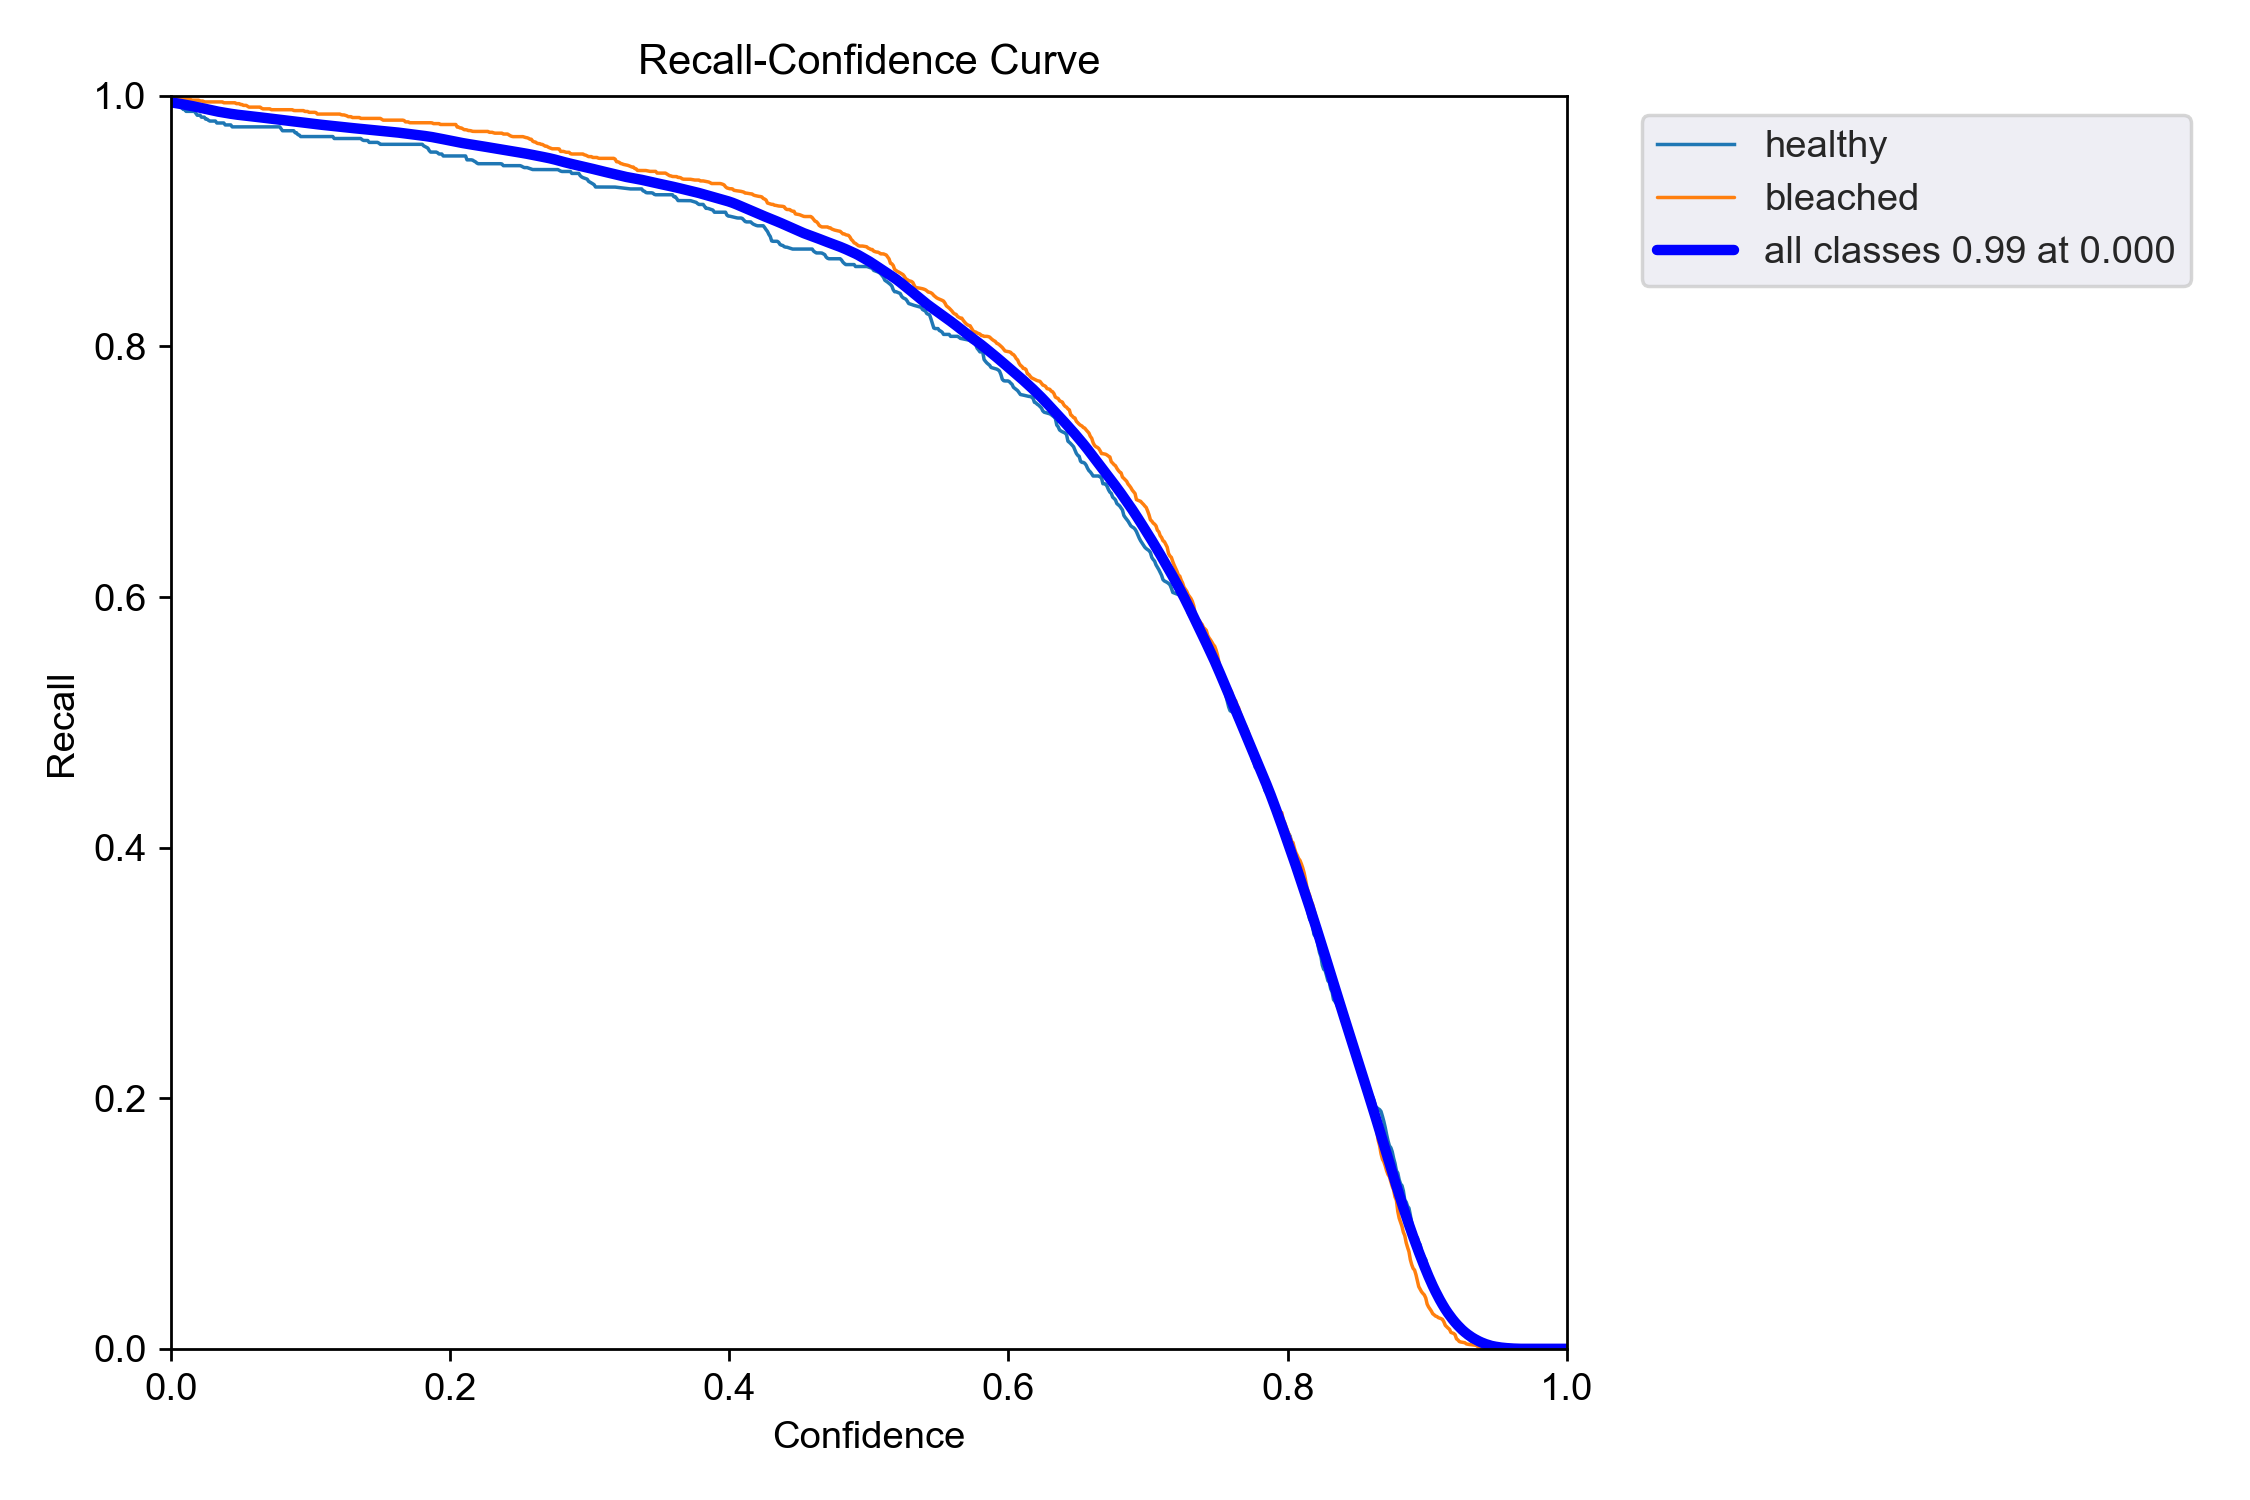 Recall-Confidence Curve
1.0
0.8
0.6
0.4
0.2
0.0
Recall
0.0 0.2 0.4 0.6 0.8 1.0
Confidence
healthy
bleached
all classes 0.99 at 0.000